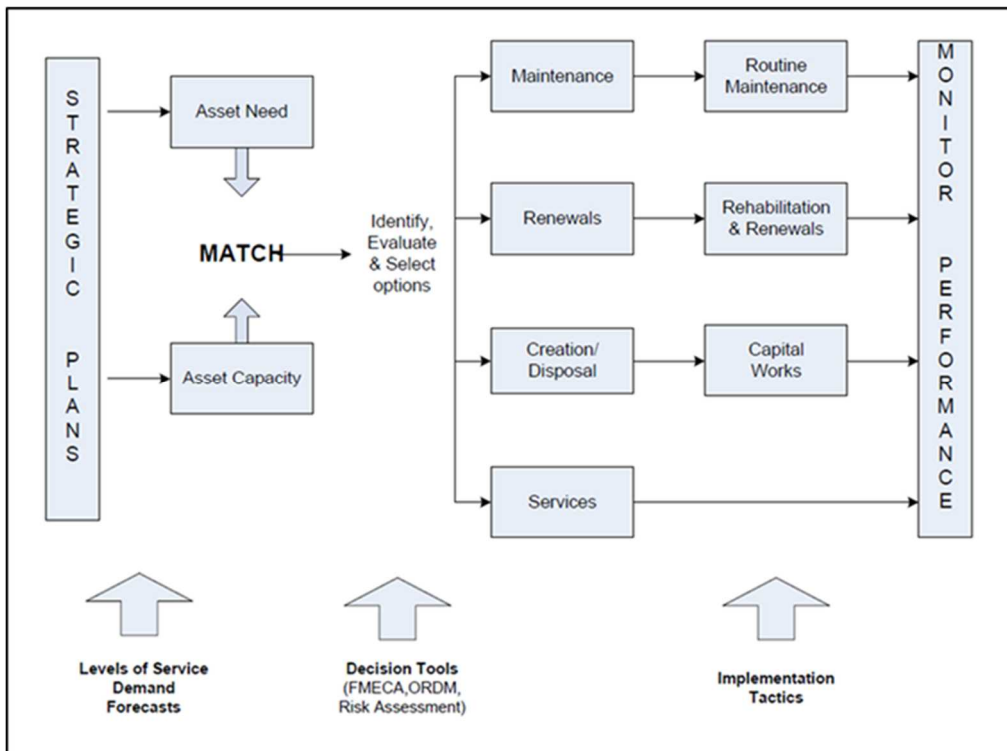 STRATEGIC PLANS
Asset Need
MATCH
Asset Capacity
Identify,
Evaluate
& Select
options
Maintenance
Routine
Maintenance
Renewals
Rehabilitation
& Renewals
Creation/
Disposal
Capital
Works
Services
MONITOR PERFORMANCE
Levels of Service
Demand
Forecasts
Decision Tools
(FMECA,ORDM,
Risk Assessment)
Implementation
Tactics